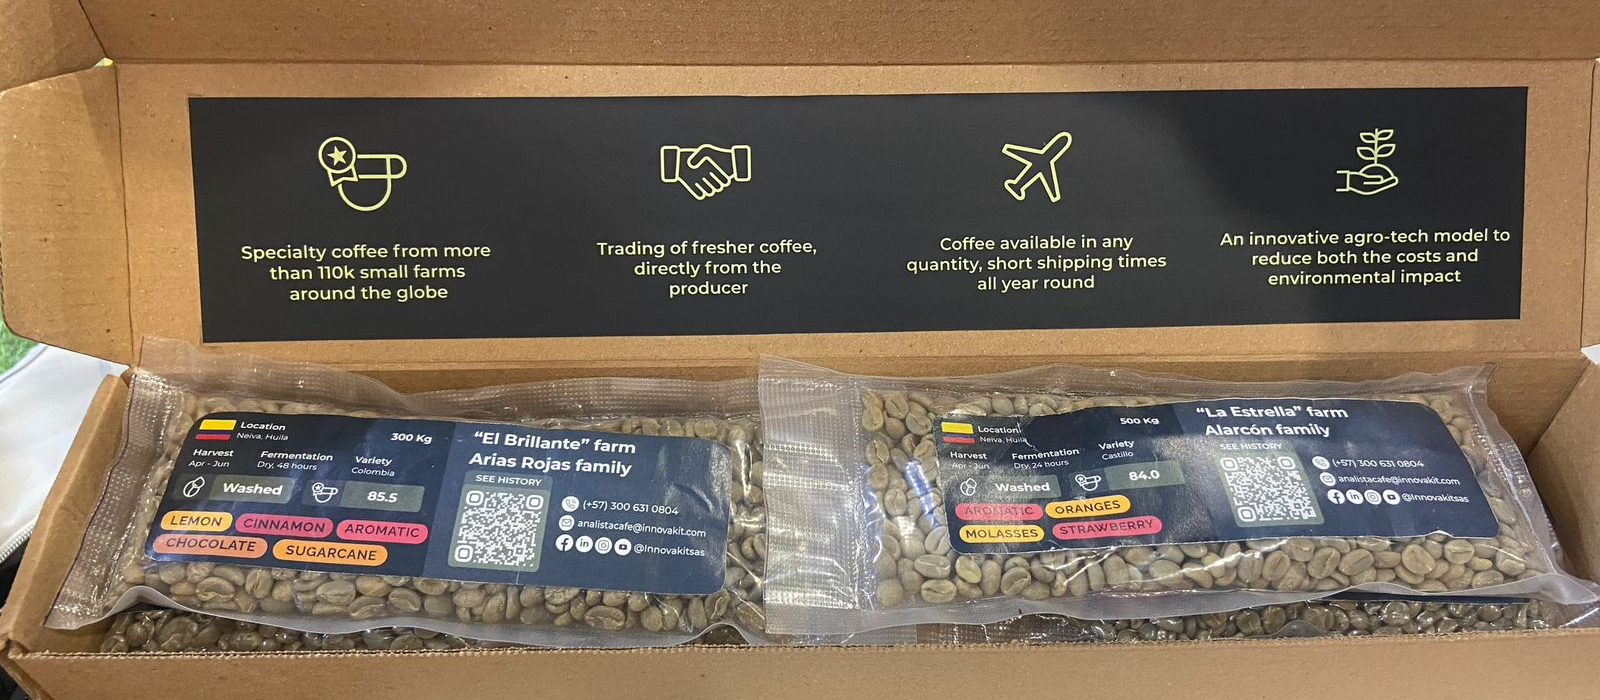 Specialty coffee from more
than 110k small farms
around the globe
Trading of fresher coffee,
directly from the
producer
Coffee available in any
quantity, short shipping times
all year round
An innovative agro-tech model to
reduce both the costs and
environmental impact
Location
Neiva, Huila
300 Kg
Harvest
Apr - Jun
Fermentation
Dry, 48 hours
Variety
Colombia
Washed
85.5
LEMON
CINNAMON
AROMATIC
CHOCOLATE
SUGARCANE
“El Brillante” farm
Arias Rojas family
SEE HISTORY
(+57) 300 631 0804
analistacafe@innovakit.com
@Innovakitsas
Location
Neiva, Huila
500 Kg
Harvest
Apr - Jun
Fermentation
Dry, 24 hours
Variety
Castillo
Washed
84.0
AROMATIC
ORANGES
MOLASSES
STRAWBERRY
“La Estrella” farm
Alarcón family
SEE HISTORY
(+57) 300 631 0804
analistacafe@innovakit.com
@innovakitsas